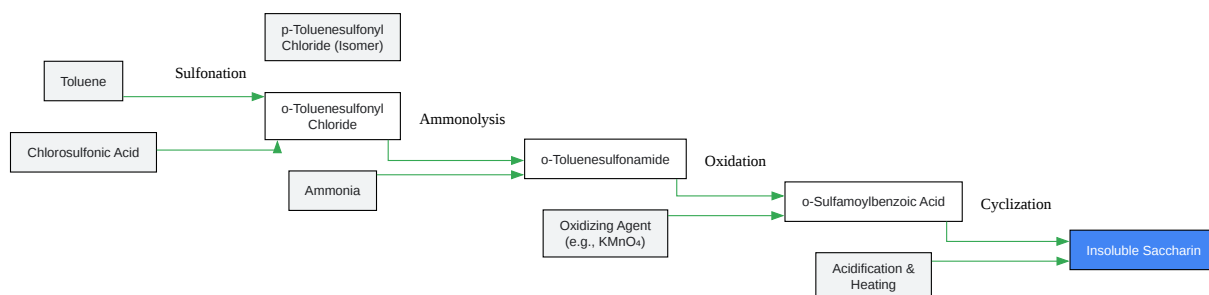 p-Toluenesulfonyl
Chloride (Isomer)
Toluene
Sulfonation
o-Toluenesulfonyl
Chloride
Chlorosulfonic Acid
Ammonolysis
Ammonia
o-Toluenesulfonamide
Oxidation
Oxidizing Agent
(e.g., KMnO₄)
o-Sulfamoylbenzoic Acid
Cyclization
Acidification &
Heating
Insoluble Saccharin